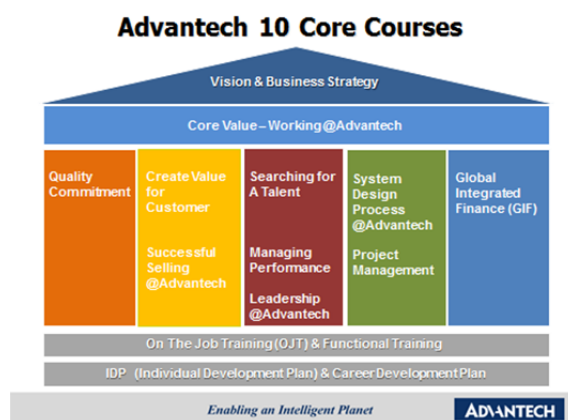 Advantech 10 Core Courses
Vision & Business Strategy
Core Value – Working @Advantech
Quality
Commitment
Create Value
for
Customer
Successful
Selling
@Advantech
Searching for
A Talent
Managing
Performance
Leadership
@Advantech
System
Design
Process
@Advantech
Project
Management
Global
Integrated
Finance (GIF)
On The Job Training (OJT) & Functional Training
IDP (Individual Development Plan) & Career Development Plan
Enabling an Intelligent Planet
ADVANTECH